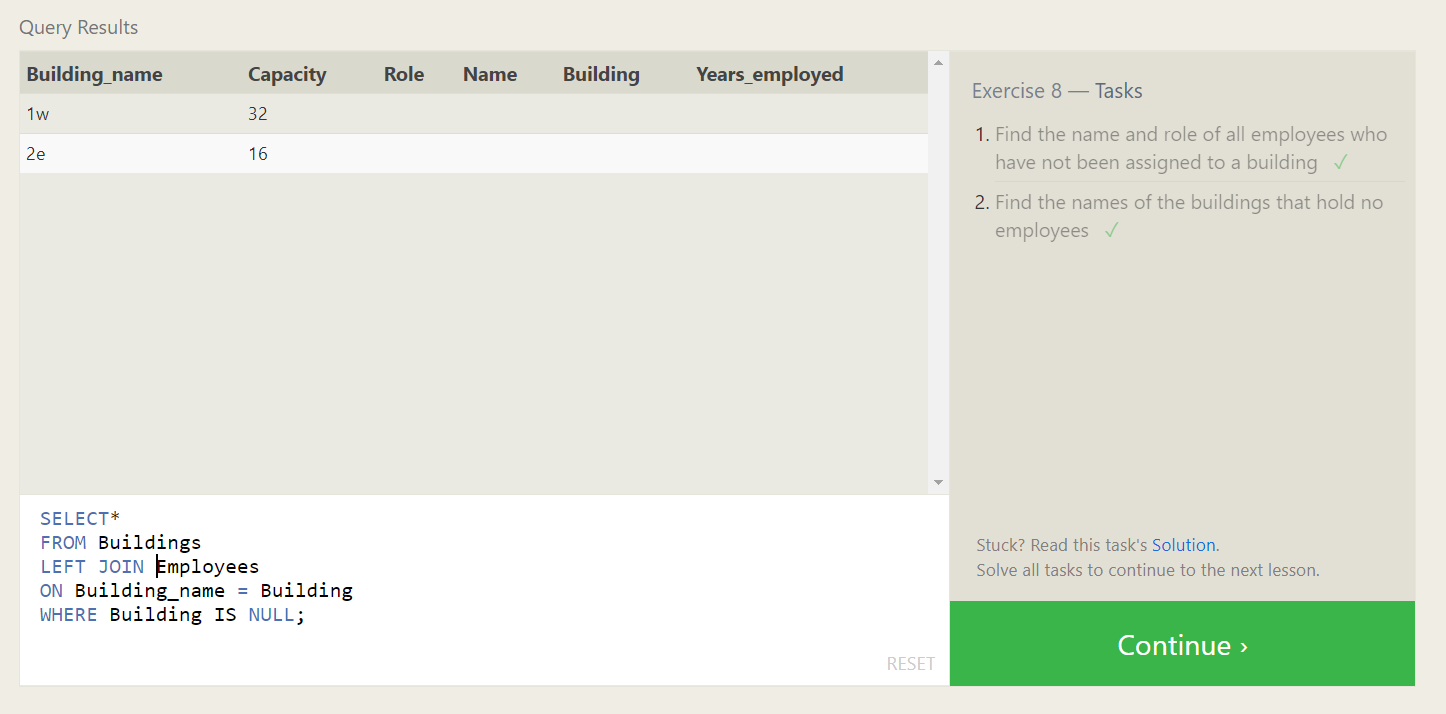 Query Results
Building_name Capacity Role Name Building Years_employed
1w 32
2e 16
Exercise 8 — Tasks
1. Find the name and role of all employees who
have not been assigned to a building ✓
2. Find the names of the buildings that hold no
employees ✓
SELECT*
FROM Buildings
LEFT JOIN Employees
ON Building_name = Building
WHERE Building IS NULL;
RESET
Stuck? Read this task's Solution.
Solve all tasks to continue to the next lesson.
Continue ›